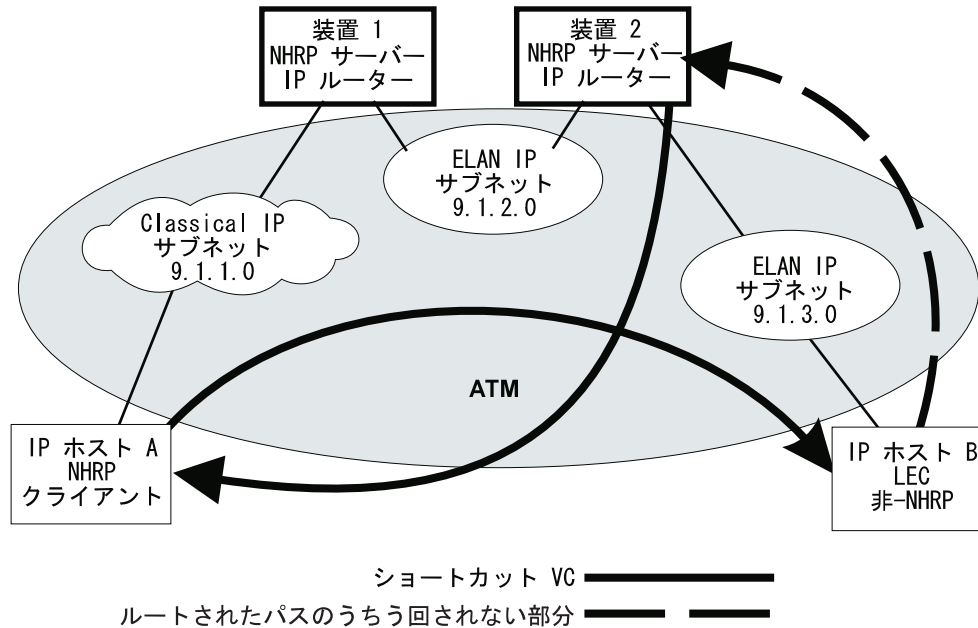 装置 1
NHRP サーバー
IP ルーター
装置 2
NHRP サーバー
IP ルーター
ELAN IP
サブネット
9.1.2.0
Classical IP
サブネット
9.1.1.0
ELAN IP
サブネット
9.1.3.0
ATM
IP ホスト A
NHRP
クライアント
IP ホスト B
LEC
非-NHRP
ショートカット VC
ルートされたパスのうちう回されない部分